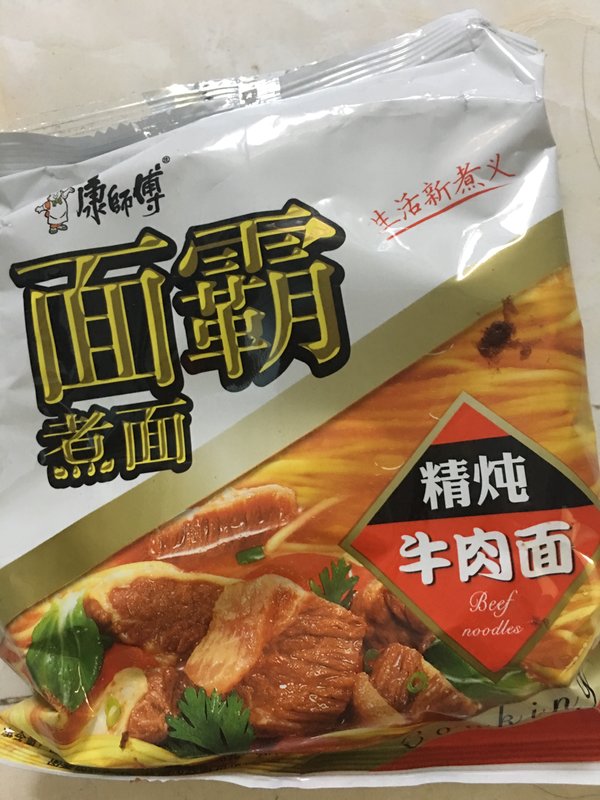 康師傅®
生活新煮义
面霸
煮面
精炖
牛肉面
Beef
noodles
Cooking